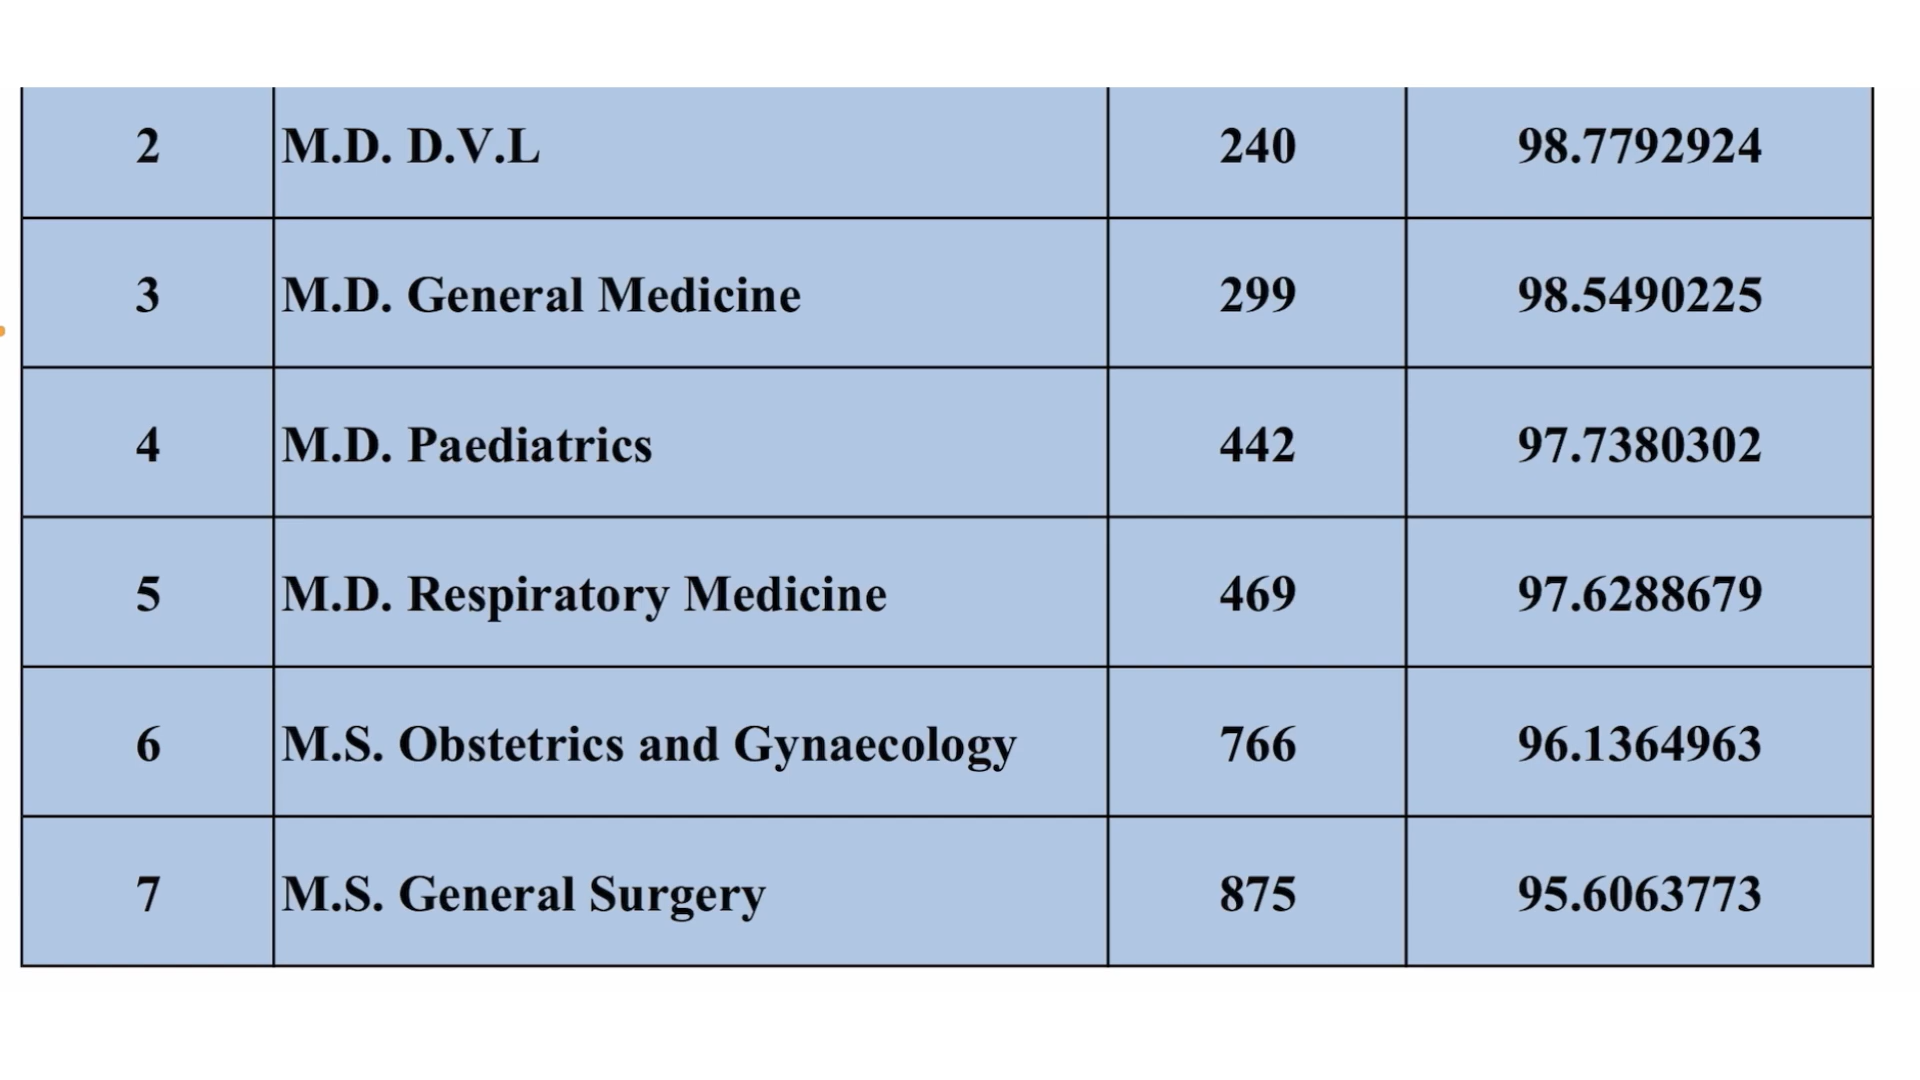 2 M.D. D.V.L 240 98.7792924
3 M.D. General Medicine 299 98.5490225
4 M.D. Paediatrics 442 97.7380302
5 M.D. Respiratory Medicine 469 97.6288679
6 M.S. Obstetrics and Gynaecology 766 96.1364963
7 M.S. General Surgery 875 95.6063773